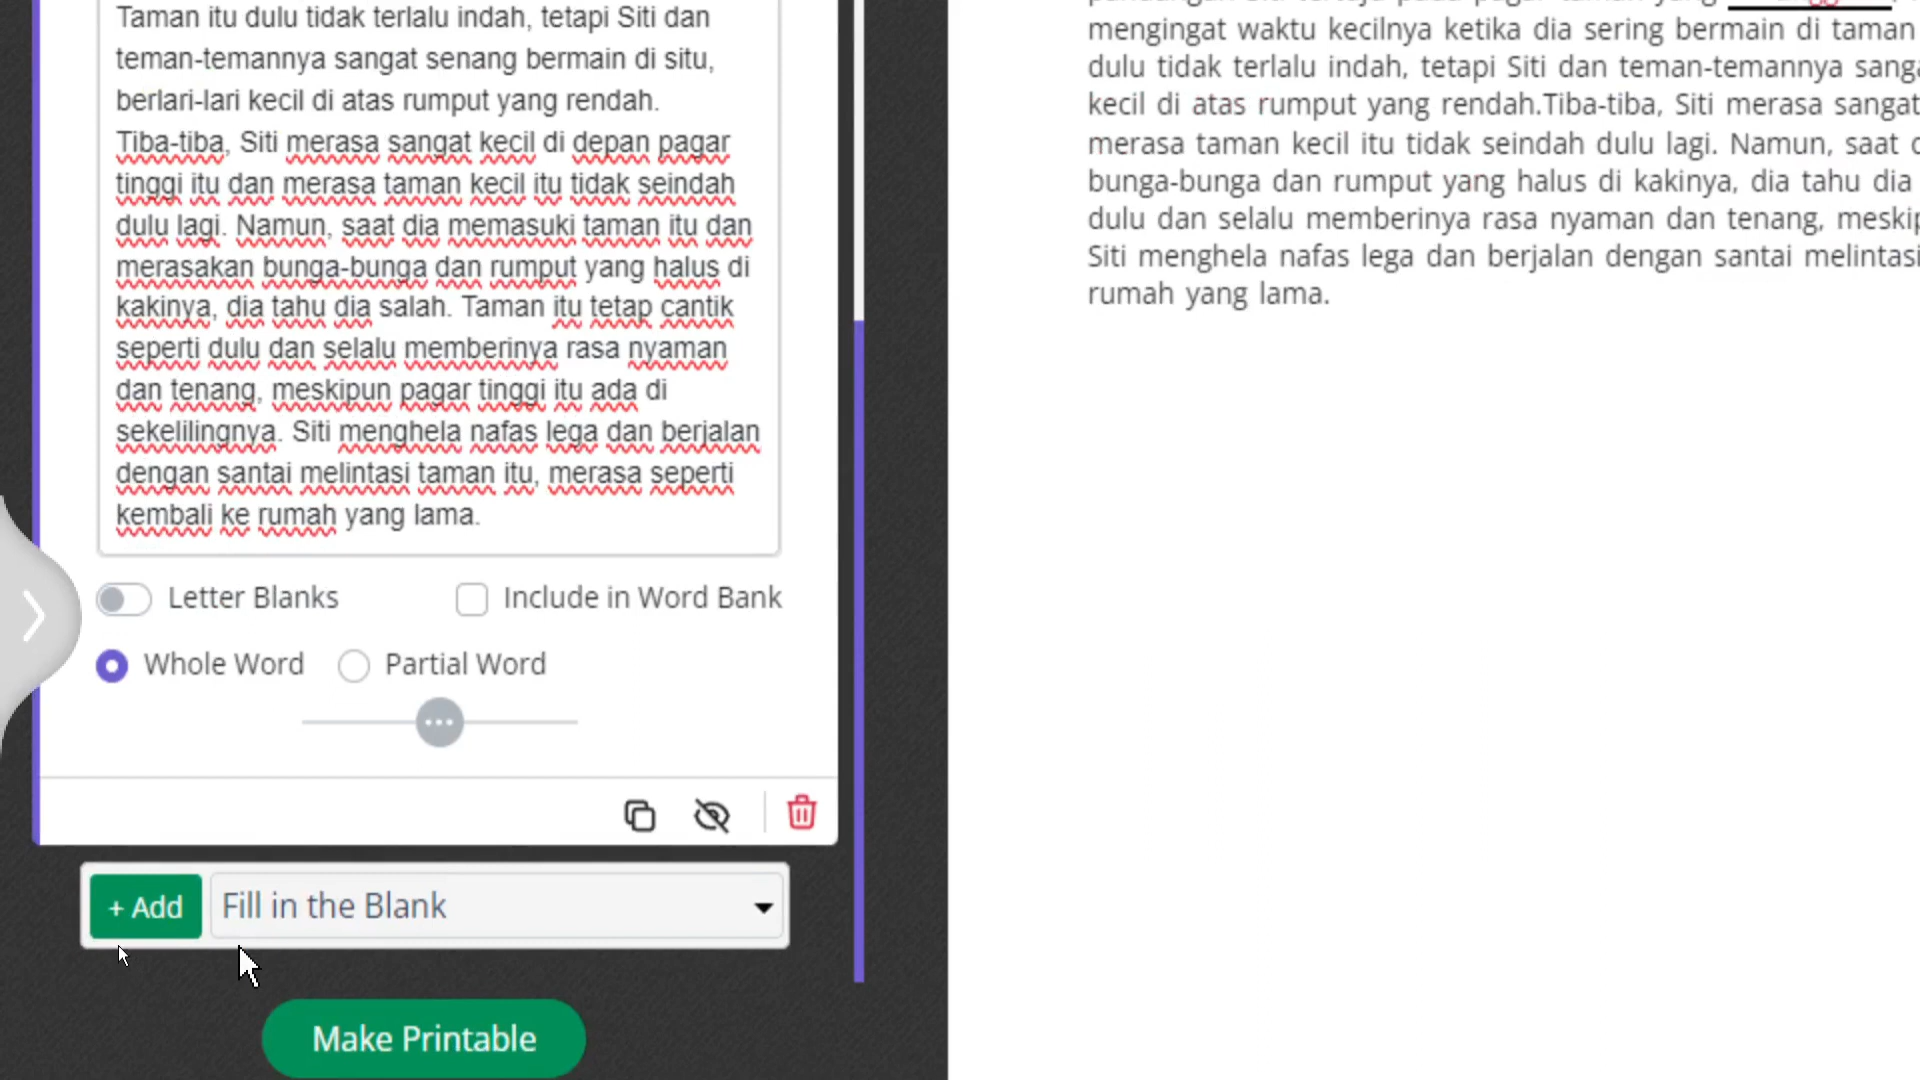 Taman itu dulu tidak terlalu indah, tetapi Siti dan
teman-temannya sangat senang bermain di situ,
berlari-lari kecil di atas rumput yang rendah.
Tiba-tiba, Siti merasa sangat kecil di depan pagar
tinggi itu dan merasa taman kecil itu tidak seindah
dulu lagi. Namun, saat dia memasuki taman itu dan
merasakan bunga-bunga dan rumput yang halus di
kakinya, dia tahu dia salah. Taman itu tetap cantik
seperti dulu dan selalu memberinya rasa nyaman
dan tenang, meskipun pagar tinggi itu ada di
sekelilingnya. Siti menghela nafas lega dan berjalan
dengan santai melintasi taman itu, merasa seperti
kembali ke rumah yang lama.
Letter Blanks
Include in Word Bank
Whole Word
Partial Word
+ Add
Fill in the Blank
Make Printable
mengingat waktu kecilnya ketika dia sering bermain di taman
dulu tidak terlalu indah, tetapi Siti dan teman-temannya sanga
kecil di atas rumput yang rendah.Tiba-tiba, Siti merasa sangat
merasa taman kecil itu tidak seindah dulu lagi. Namun, saat
bunga-bunga dan rumput yang halus di kakinya, dia tahu dia
dulu dan selalu memberinya rasa nyaman dan tenang, meskip
Siti menghela nafas lega dan berjalan dengan santai melintasi
rumah yang lama.